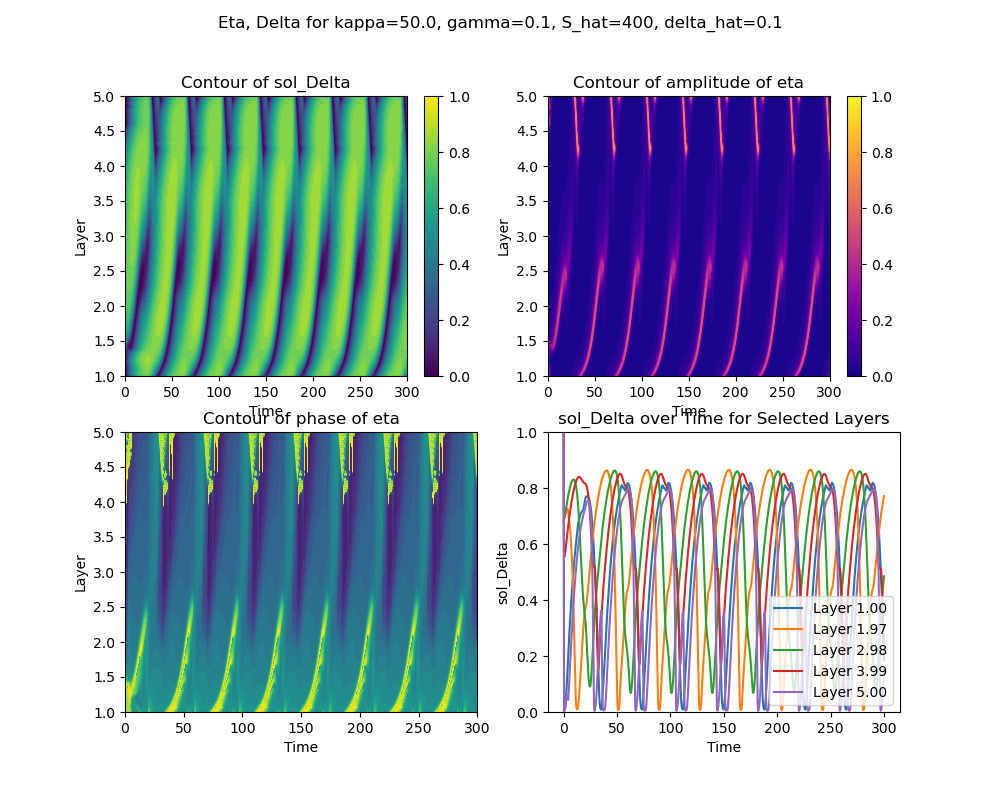 Eta, Delta for kappa=50.0, gamma=0.1, S_hat=400, delta_hat=0.1
Contour of sol_Delta
5.0
4.5
4.0
3.5
3.0
2.5
2.0
1.5
1.0
Layer
0 50 100 150 200 250 300
Time
1.0
0.8
0.6
0.4
0.2
0.0
Contour of amplitude of eta
5.0
4.5
4.0
3.5
3.0
2.5
2.0
1.5
1.0
Layer
0 50 100 150 200 250 300
Time
1.0
0.8
0.6
0.4
0.2
0.0
Contour of phase of eta
5.0
4.5
4.0
3.5
3.0
2.5
2.0
1.5
1.0
Layer
0 50 100 150 200 250 300
Time
sol_Delta over Time for Selected Layers
1.0
0.8
0.6
0.4
0.2
0.0
sol_Delta
Layer 1.00
Layer 1.97
Layer 2.98
Layer 3.99
Layer 5.00
0 50 100 150 200 250 300
Time